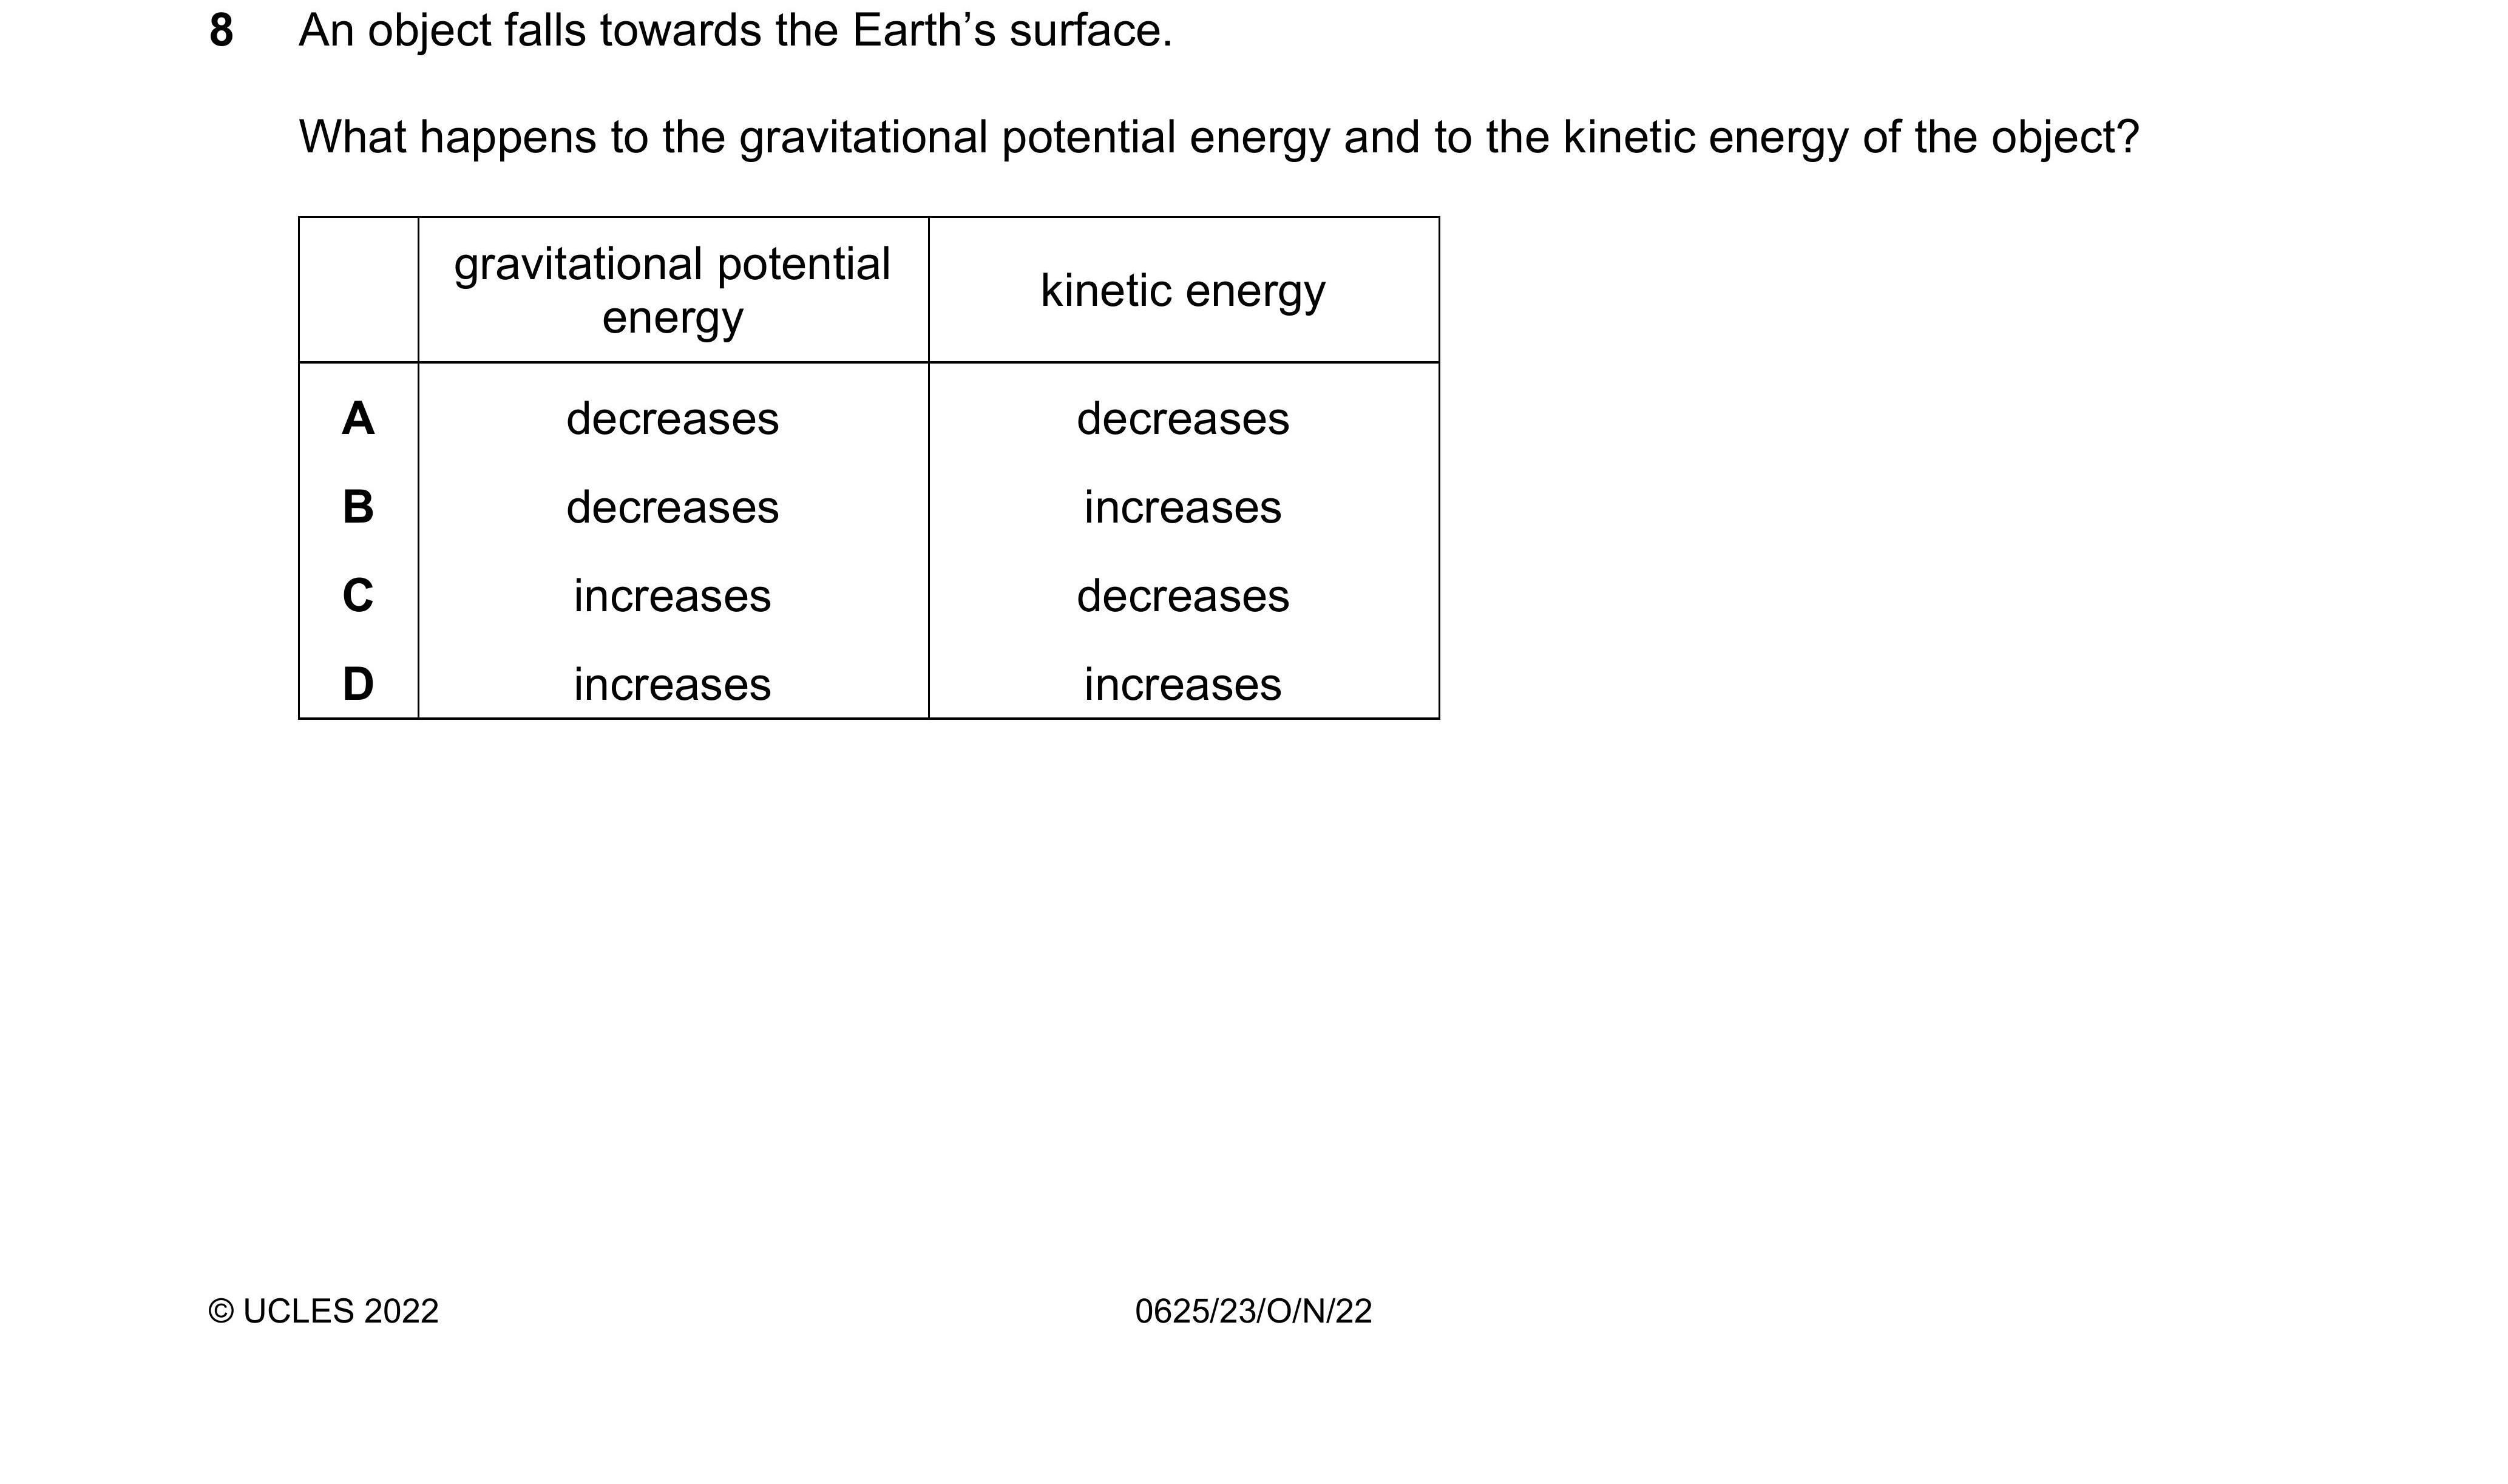 8 An object falls towards the Earth’s surface.
What happens to the gravitational potential energy and to the kinetic energy of the object?
gravitational potential
energy
kinetic energy
A decreases decreases
B decreases increases
C increases decreases
D increases increases
© UCLES 2022 0625/23/O/N/22